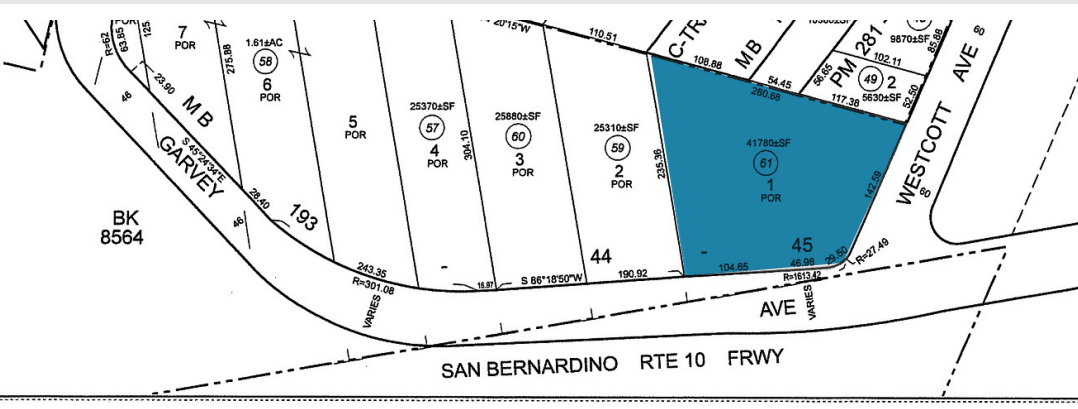 20'15"W
110.51
C-TR
MB
10380±SF
9870±SF
60
7
POR
R=62
63.85
125
POR
1.61±AC
58
6
POR
275.88
108.88
54.45
56.65
PM 281
102.11
49
2
5630±SF
85.88
52.50
AVE
23.90
46
MB
280.68
117.38
25370±SF
57
4
POR
5
POR
304.10
25880±SF
60
3
POR
25310±SF
59
2
POR
235.36
41780±SF
61
1
POR
142.59
WESTCOTT
60
S 45°24'34"E
GARVEY
28.40
46
193
BK
8564
243.35
R=301.08
VARIES
16.97
S 86°18'50"W
44
190.92
104.65
45
46.98
R=1613.42
29.50
R=27.49
AVE
VARIES
SAN BERNARDINO RTE 10 FRWY